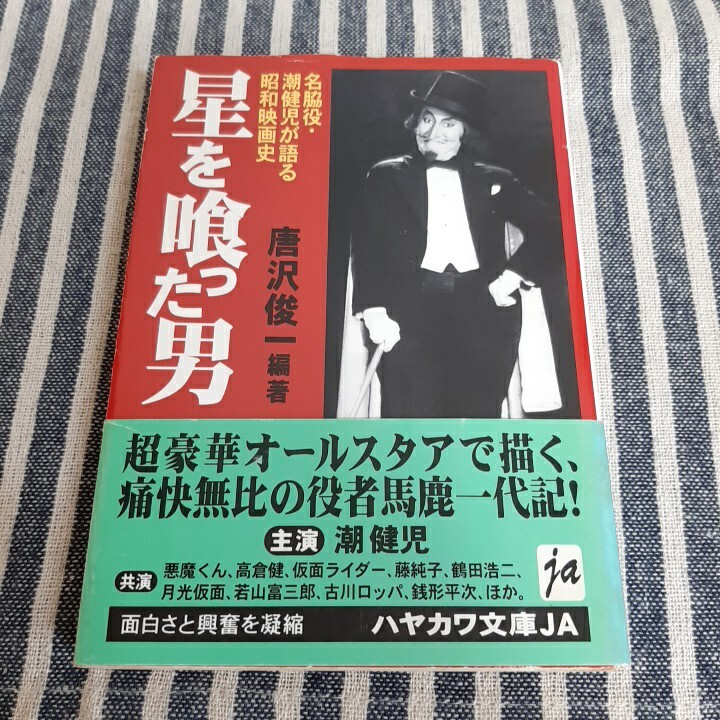 名脇役・
潮健児が語る
昭和映画史
星を喰った男
唐沢俊一 編著
超豪華オールスタアで描く、
痛快無比の役者馬鹿一代記!
主演 潮 健児
共演 悪魔くん、高倉健、仮面ライダー、藤純子、鶴田浩二、
月光仮面、若山富三郎、古川ロッパ、銭形平次、ほか。
ja
面白さと興奮を凝縮
ハヤカワ文庫JA